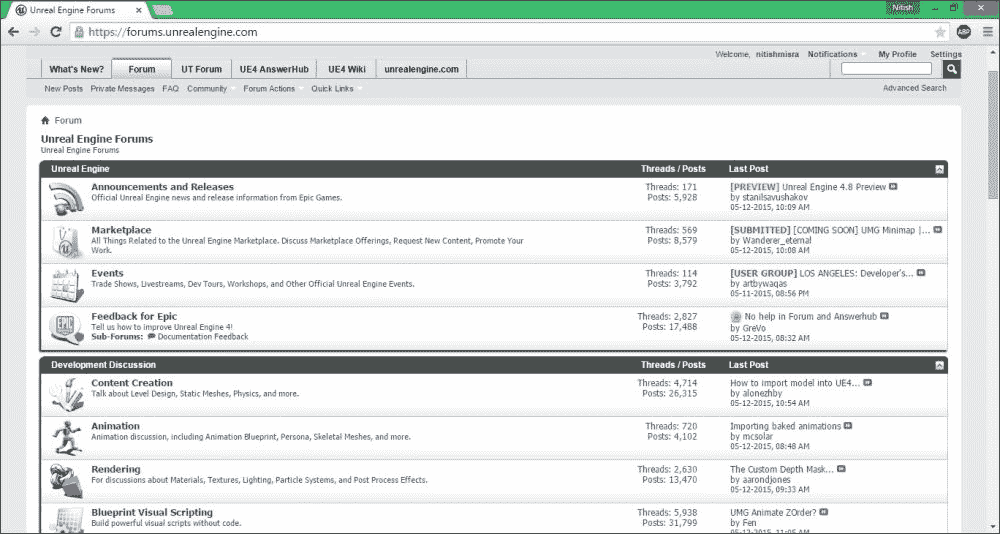 Unreal Engine Forums
Nitish
https://forums.unrealengine.com
ABP
Welcome, nitishmisra Notifications My Profile Settings
What's New? Forum UT Forum UE4 AnswerHub UE4 Wiki unrealengine.com
New Posts Private Messages FAQ Community Forum Actions Quick Links Advanced Search
Forum
Unreal Engine Forums
Unreal Engine Forums
Unreal Engine Threads / Posts Last Post
Announcements and Releases
Official Unreal Engine news and release information from Epic Games.
Threads: 171
Posts: 5,928
[PREVIEW] Unreal Engine 4.8 Preview
by stanilsavushakov
05-12-2015, 10:09 AM
Marketplace
All Things Related to the Unreal Engine Marketplace. Discuss Marketplace Offerings, Request New Content, Promote Your
Work.
Threads: 569
Posts: 8,579
[SUBMITTED] [COMING SOON] UMG Minimap |...
by Wanderer_eternal
05-12-2015, 10:08 AM
Events
Trade Shows, Livestreams, Dev Tours, Workshops, and Other Official Unreal Engine Events.
Threads: 114
Posts: 3,792
[USER GROUP] LOS ANGELES: Developer's...
by artbywaqas
05-11-2015, 08:56 PM
EPIC
Feedback for Epic
Tell us how to improve Unreal Engine 4!
Sub-Forums: Documentation Feedback
Threads: 2,827
Posts: 17,488
No help in Forum and Answerhub
by GreVo
05-12-2015, 08:32 AM
Development Discussion Threads / Posts Last Post
Content Creation
Talk about Level Design, Static Meshes, Physics, and more.
Threads: 4,714
Posts: 26,315
How to import model into UE4...
by alonezhby
05-12-2015, 10:54 AM
Animation
Animation discussion, including Animation Blueprint, Persona, Skeletal Meshes, and more.
Threads: 720
Posts: 4,102
Importing baked animations
by mcsolar
05-12-2015, 08:48 AM
Rendering
For discussions about Materials, Textures, Lighting, Particle Systems, and Post Process Effects.
Threads: 2,630
Posts: 13,470
The Custom Depth Mask...
by aarondjones
05-12-2015, 09:33 AM
Blueprint Visual Scripting
Build powerful visual scripts without code.
Threads: 5,938
Posts: 31,799
UMG Animate ZOrder?
by Fen